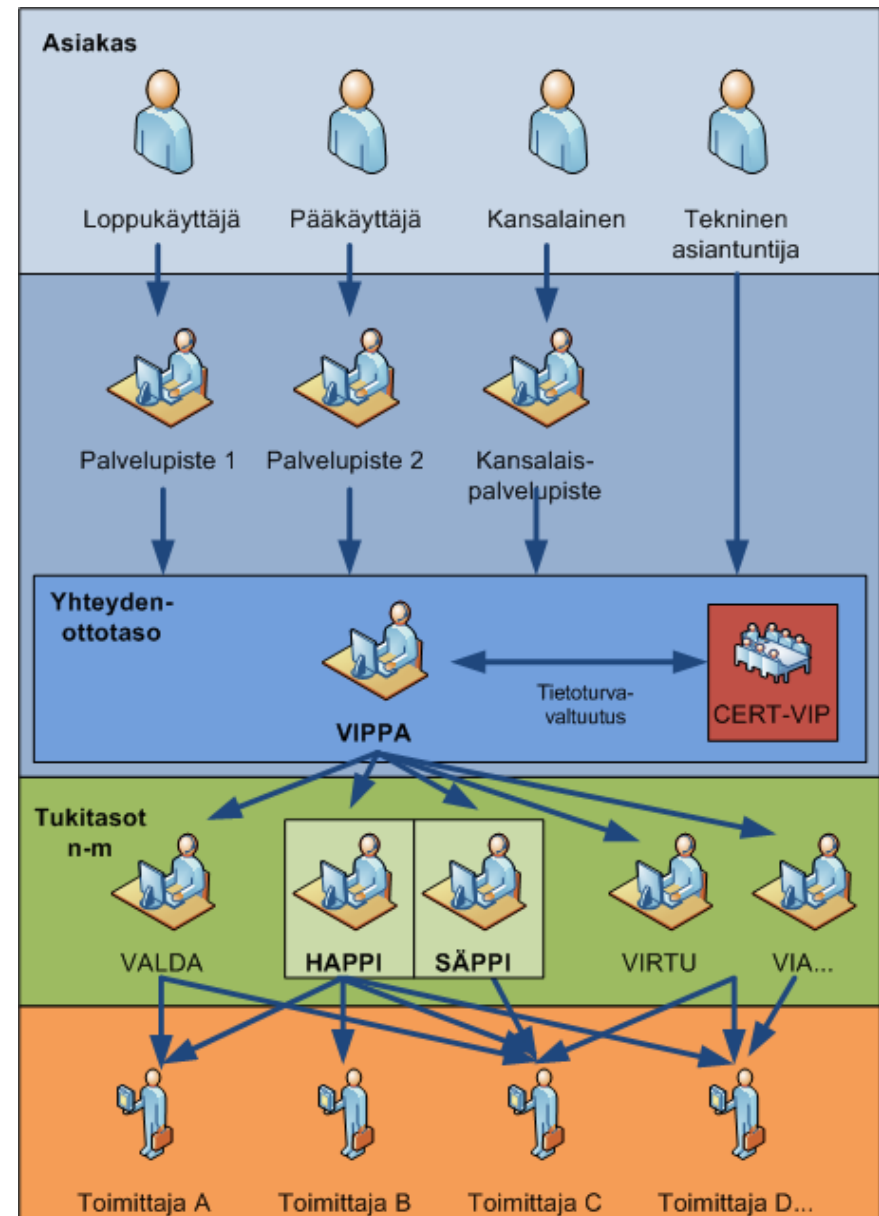 Asiakas
Loppukäyttäjä
Pääkäyttäjä
Kansalainen
Tekninen
asiantuntija
Palvelupiste 1
Palvelupiste 2
Kansalais-
palvelupiste
Yhteyden-
ottotaso
VIPPA
Tietoturva-
valtuutus
CERT-VIP
Tukitasot
n-m
VALDA
HAPPI
SÄPPI
VIRTU
VIA...
Toimittaja A
Toimittaja B
Toimittaja C
Toimittaja D...